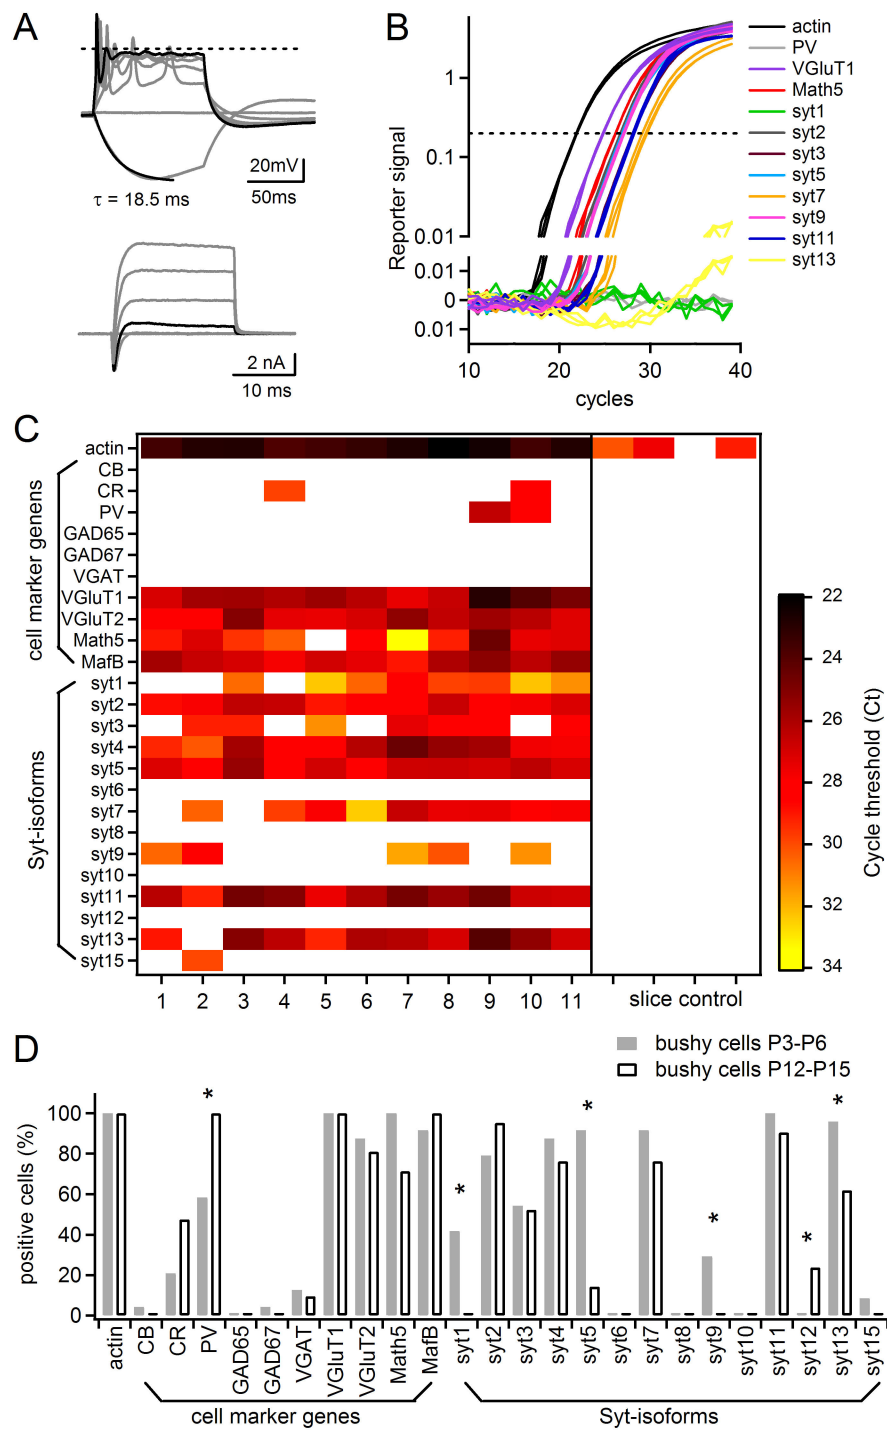 A
20mV
50ms
τ = 18.5 ms
2 nA
10 ms
B
Reporter signal
1
0.1
0.01
0.01
0
0.01
10
20
30
40
cycles
actin
PV
VGluT1
Math5
syt1
syt2
syt3
syt5
syt7
syt9
syt11
syt13
C
cell marker genens
Syt-isoforms
actin
CB
CR
PV
GAD65
GAD67
VGAT
VGluT1
VGluT2
Math5
MafB
syt1
syt2
syt3
syt4
syt5
syt6
syt7
syt8
syt9
syt10
syt11
syt12
syt13
syt15
1 2 3 4 5 6 7 8 9 10 11 slice control
22
24
26
28
30
32
34
Cycle threshold (Ct)
D
bushy cells P3-P6
bushy cells P12-P15
positive cells (%)
100
80
60
40
20
0
* * * * * *
actin CB CR PV GAD65 GAD67 VGAT VGluT1 VGluT2 Math5 MafB syt1 syt2 syt3 syt4 syt5 syt6 syt7 syt8 syt9 syt10 syt11 syt12 syt13 syt15
cell marker genes
Syt-isoforms